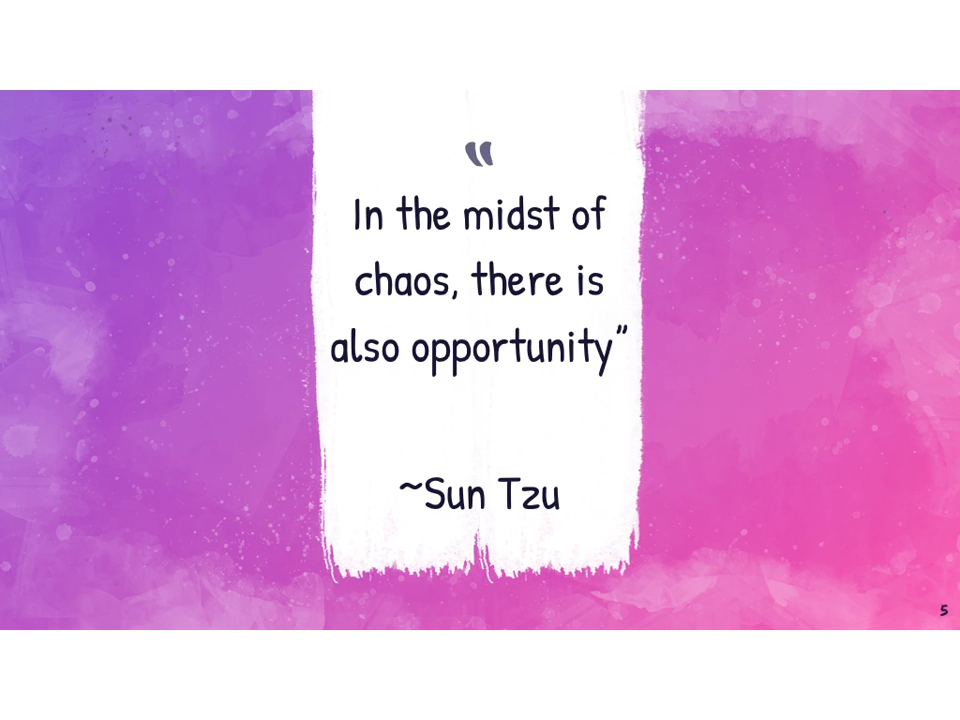 “
In the midst of
chaos, there is
also opportunity”
~Sun Tzu
5